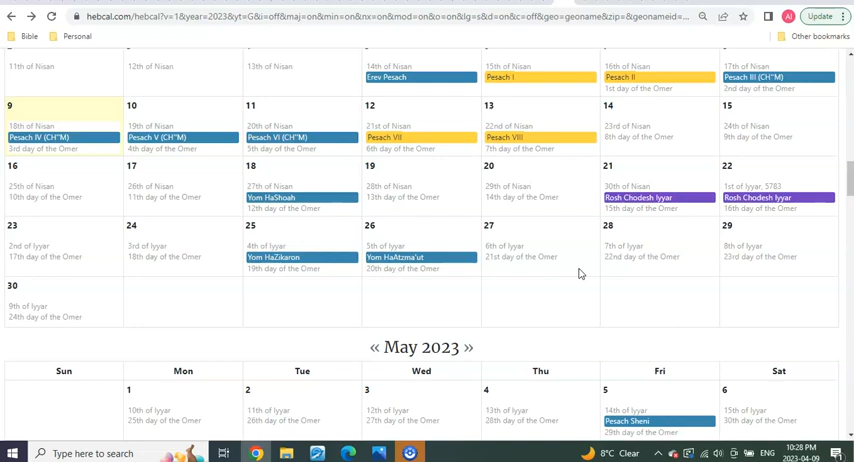 hebcal.com/hebcal?v=1&year=2023&yt=G&i=off&maj=on&min=on&nx=on&mod=on&o=on&lg=s&d=on&c=off&geo=geoname&zip=&geonameid=...
AI
Update
Bible
Personal
Other bookmarks
11th of Nisan 12th of Nisan 13th of Nisan 14th of Nisan 15th of Nisan 16th of Nisan 17th of Nisan
Erev Pesach Pesach I Pesach II Pesach III (CH"M)
1st day of the Omer 2nd day of the Omer
9 10 11 12 13 14 15
18th of Nisan 19th of Nisan 20th of Nisan 21st of Nisan 22nd of Nisan 23rd of Nisan 24th of Nisan
Pesach IV (CH"M) Pesach V (CH"M) Pesach VI (CH"M) Pesach VII Pesach VIII 8th day of the Omer 9th day of the Omer
3rd day of the Omer 4th day of the Omer 5th day of the Omer 6th day of the Omer 7th day of the Omer
16 17 18 19 20 21 22
25th of Nisan 26th of Nisan 27th of Nisan 28th of Nisan 29th of Nisan 30th of Nisan 1st of Iyyar, 5783
10th day of the Omer 11th day of the Omer Yom HaShoah 13th day of the Omer 14th day of the Omer Rosh Chodesh Iyyar Rosh Chodesh Iyyar
12th day of the Omer 15th day of the Omer 16th day of the Omer
23 24 25 26 27 28 29
2nd of Iyyar 3rd of Iyyar 4th of Iyyar 5th of Iyyar 6th of Iyyar 7th of Iyyar 8th of Iyyar
17th day of the Omer 18th day of the Omer Yom HaZikaron Yom HaAtzma'ut 21st day of the Omer 22nd day of the Omer 23rd day of the Omer
19th day of the Omer 20th day of the Omer
30
9th of Iyyar
24th day of the Omer
« May 2023 »
Sun Mon Tue Wed Thu Fri Sat
1 2 3 4 5 6
10th of Iyyar 11th of Iyyar 12th of Iyyar 13th of Iyyar 14th of Iyyar 15th of Iyyar
25th day of the Omer 26th day of the Omer 27th day of the Omer 28th day of the Omer Pesach Sheni 30th day of the Omer
29th day of the Omer
Type here to search
8°C Clear
ENG
10:28 PM
2023-04-09
1